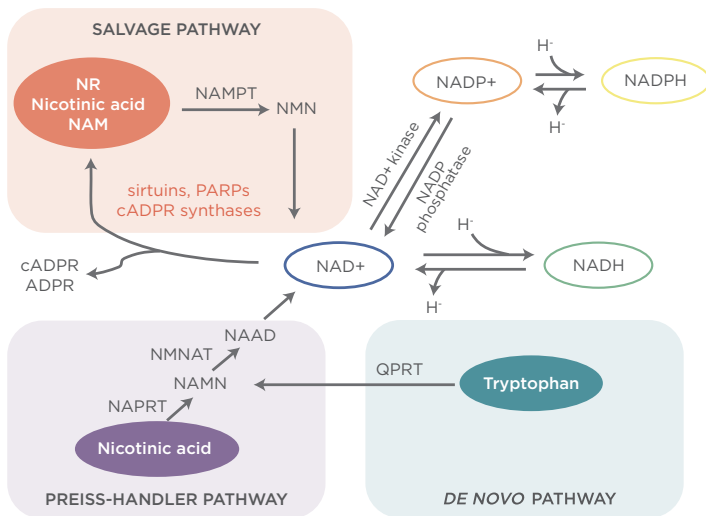 SALVAGE PATHWAY
NR
Nicotinic acid
NAM
NAMPT
NMN
sirtuins, PARPs
cADPR synthases
cADPR
ADPR
NAD+
NAD+ kinase
NADP
phosphatase
NADP+
H-
H-
NADPH
H-
H-
NADH
NAAD
NMNAT
NAMN
NAPRT
Nicotinic acid
PREISS-HANDLER PATHWAY
QPRT
Tryptophan
DE NOVO PATHWAY